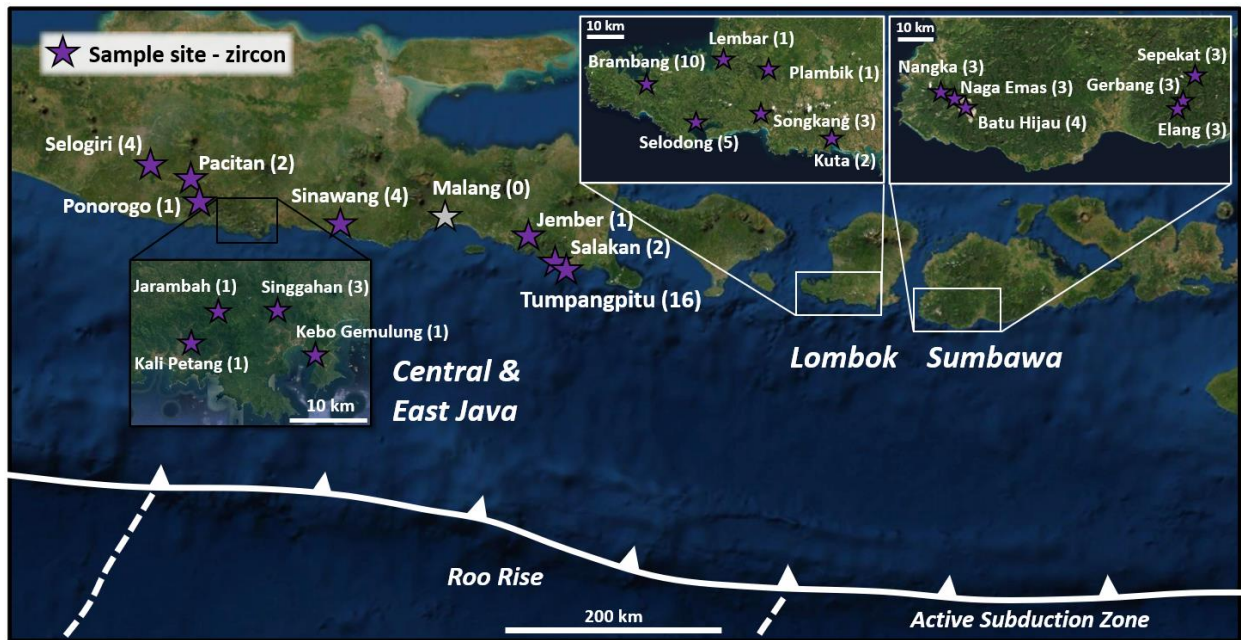 Sample site - zircon
Selogiri (4)
Pacitan (2)
Ponorogo (1)
Sinawang (4)
Malang (0)
Jember (1)
Salakan (2)
Tumpangpitu (16)
Jarambah (1)
Singgahan (3)
Kebo Gemulung (1)
Kali Petang (1)
10 km
Central &
East Java
10 km
Lembar (1)
Brambang (10)
Plambik (1)
Songkang (3)
Selodong (5)
Kuta (2)
10 km
Sepekat (3)
Nangka (3)
Gerbang (3)
Naga Emas (3)
Batu Hijau (4)
Elang (3)
Lombok
Sumbawa
Roo Rise
200 km
Active Subduction Zone